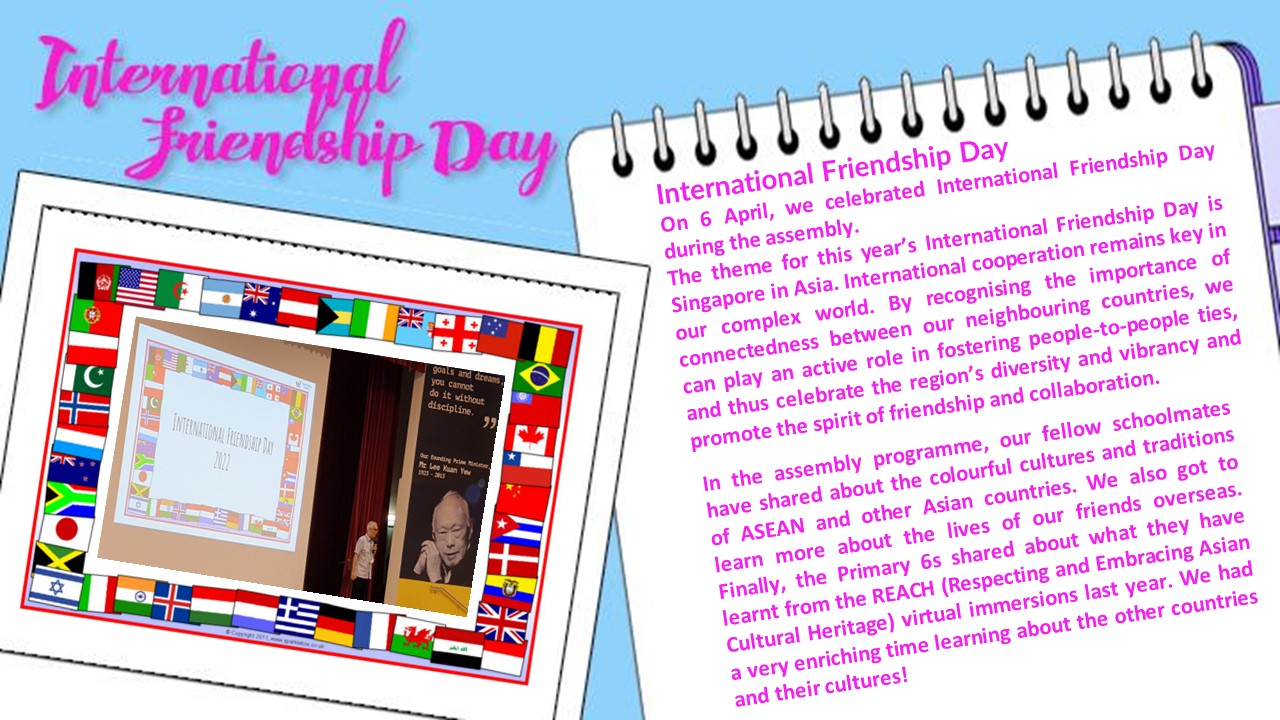 International
Friendship Day
INTERNATIONAL FRIENDSHIP DAY
2022
goals and dreams,
you cannot
do it without
discipline.
”
Our founding Prime Minister,
Mr Lee Kuan Yew
1923 - 2015
International Friendship Day
On 6 April, we celebrated International Friendship Day
during the assembly.
The theme for this year’s International Friendship Day is
Singapore in Asia. International cooperation remains key in
our complex world. By recognising the importance of
connectedness between our neighbouring countries, we
can play an active role in fostering people-to-people ties,
and thus celebrate the region’s diversity and vibrancy and
promote the spirit of friendship and collaboration.
In the assembly programme, our fellow schoolmates
have shared about the colourful cultures and traditions
of ASEAN and other Asian countries. We also got to
learn more about the lives of our friends overseas.
Finally, the Primary 6s shared about what they have
learnt from the REACH (Respecting and Embracing Asian
Cultural Heritage) virtual immersions last year. We had
a very enriching time learning about the other countries
and their cultures!